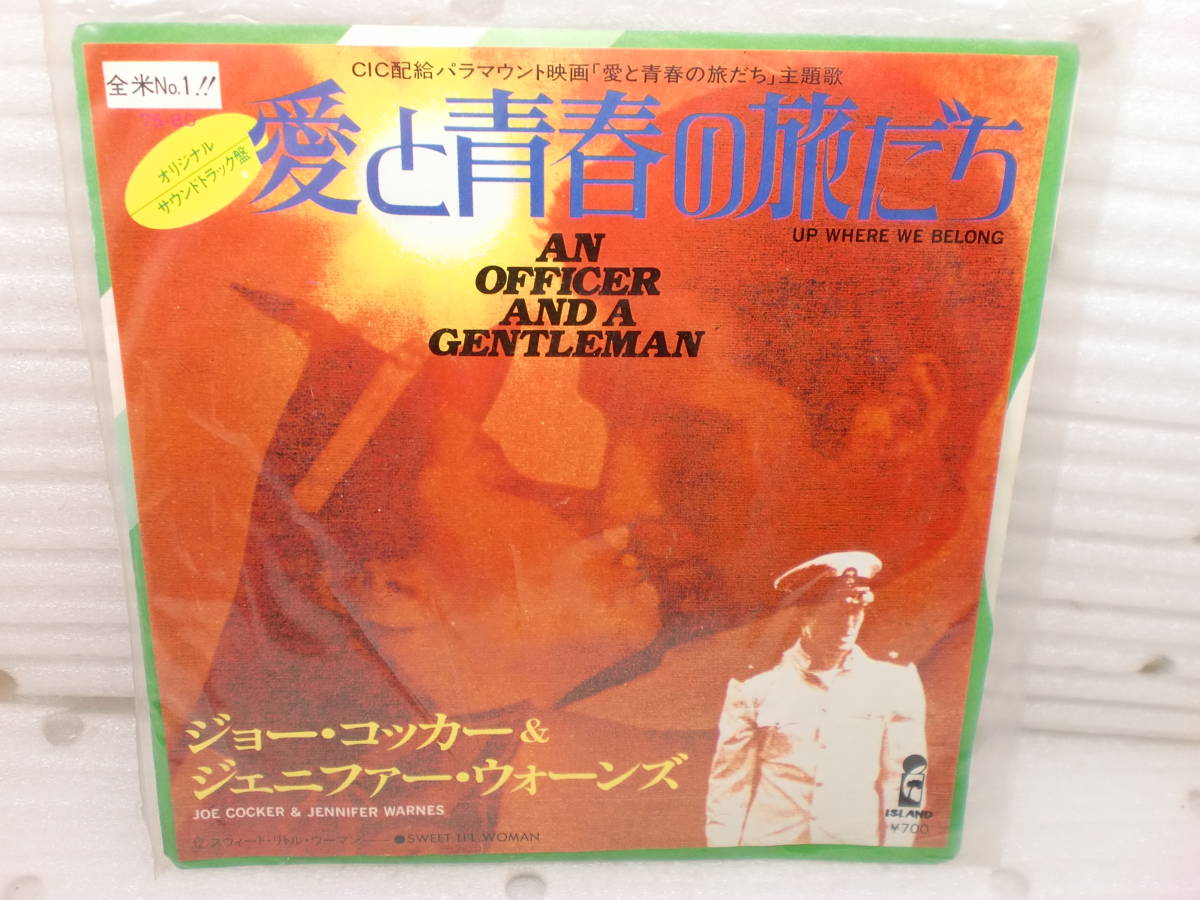 CIC配給パラマウント映画「愛と青春の旅だち」主題歌
全米No.1!!
オリジナル
サウンドトラック盤
愛と青春の旅だち
UP WHERE WE BELONG
AN
OFFICER
AND A
GENTLEMAN
ジョー・コッカー&
ジェニファー・ウォーンズ
JOE COCKER & JENNIFER WARNES
スウィート・リトル・ウーマン──●SWEET LI'L WOMAN
ISLAND
¥700